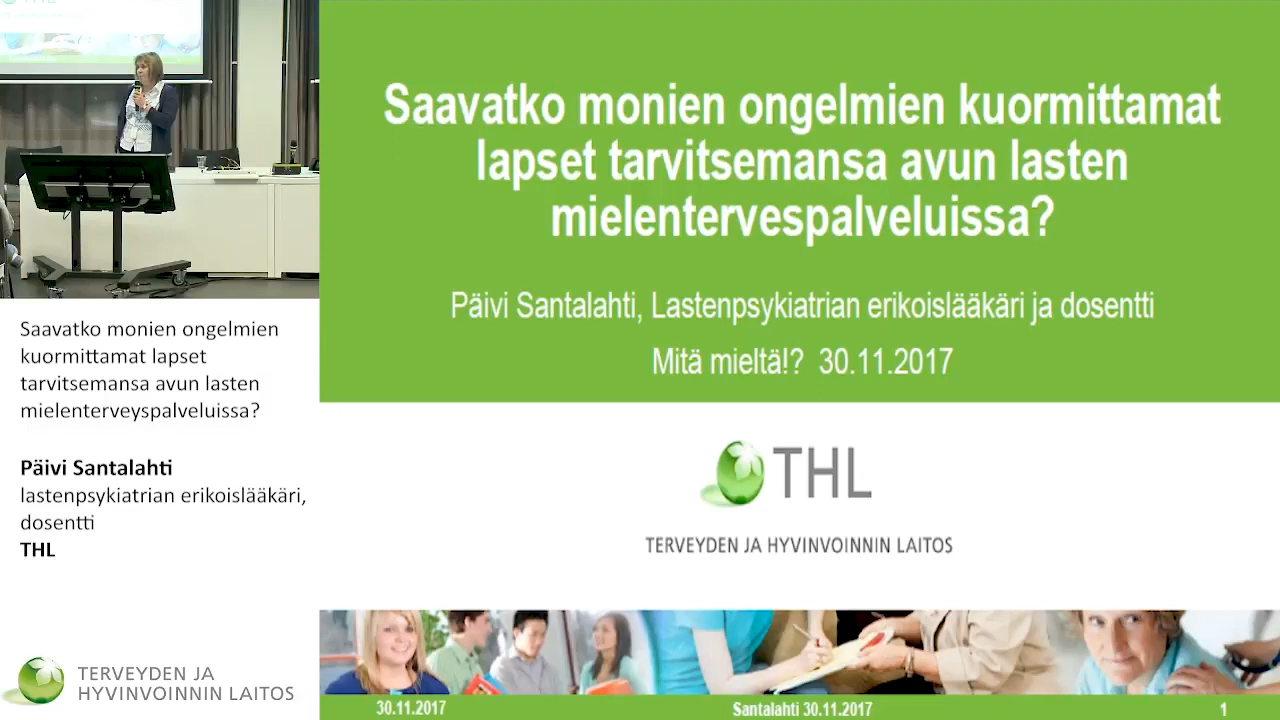 Saavatko monien ongelmien
kuormittamat lapset
tarvitsemansa avun lasten
mielenterveyspalveluissa?
Päivi Santalahti
lastenpsykiatrian erikoislääkäri,
dosentti
THL
TERVEYDEN JA
HYVINVOINNIN LAITOS
Saavatko monien ongelmien kuormittamat
lapset tarvitsemansa avun lasten
mielentervespalveluissa?
Päivi Santalahti, Lastenpsykiatrian erikoislääkäri ja dosentti
Mitä mieltä!? 30.11.2017
THL
TERVEYDEN JA HYVINVOINNIN LAITOS
30.11.2017
Santalahti 30.11.2017
1